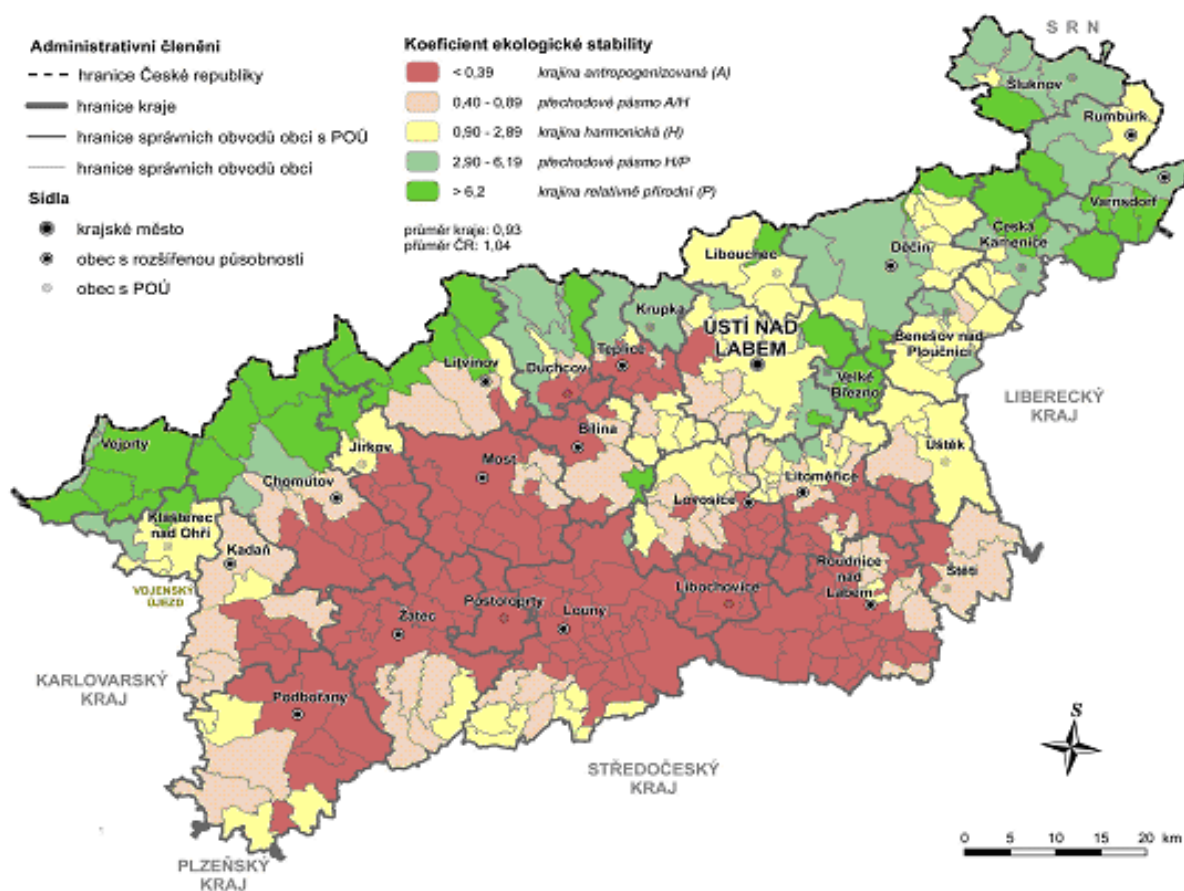 Administrativní členění
hranice České republiky
hranice kraje
hranice správních obvodů obcí s POÚ
hranice správních obvodů obcí
Sídla
krajské město
obec s rozšířenou působností
obec s POÚ
Koeficient ekologické stability
< 0,39 krajina antropogenizovaná (A)
0,40 - 0,89 přechodové pásmo A/H
0,90 - 2,89 krajina harmonická (H)
2,90 - 6,19 přechodové pásmo H/P
> 6,2 krajina relativně přírodní (P)
průměr kraje: 0,93
průměr ČR: 1,04
S R N
Šluknov
Rumburk
Varnsdorf
Česká
Kamenice
Děčín
Libouchec
Krupka
ÚSTÍ NAD
LABEM
Benešov nad
Ploučnicí
Teplice
Litvínov
Duchcov
Velké
Březno
LIBERECKÝ
KRAJ
Bílina
Úštěk
Vejprty
Jirkov
Most
Chomutov
Litoměřice
Lovosice
Klášterec
nad Ohří
Kadaň
VOJENSKÝ
ÚJEZD
Roudnice
nad
Labem
Štětí
Libochovice
Postoloprty
Louny
Žatec
KARLOVARSKÝ
KRAJ
Podbořany
STŘEDOČESKÝ
KRAJ
S
PLZEŇSKÝ
KRAJ
0 5 10 15 20 km